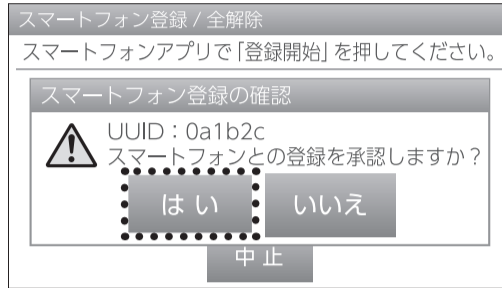 スマートフォン登録 / 全解除
スマートフォンアプリで「登録開始」を押してください。
スマートフォン登録の確認
UUID：0a1b2c
スマートフォンとの登録を承認しますか？
はい
いいえ
中止